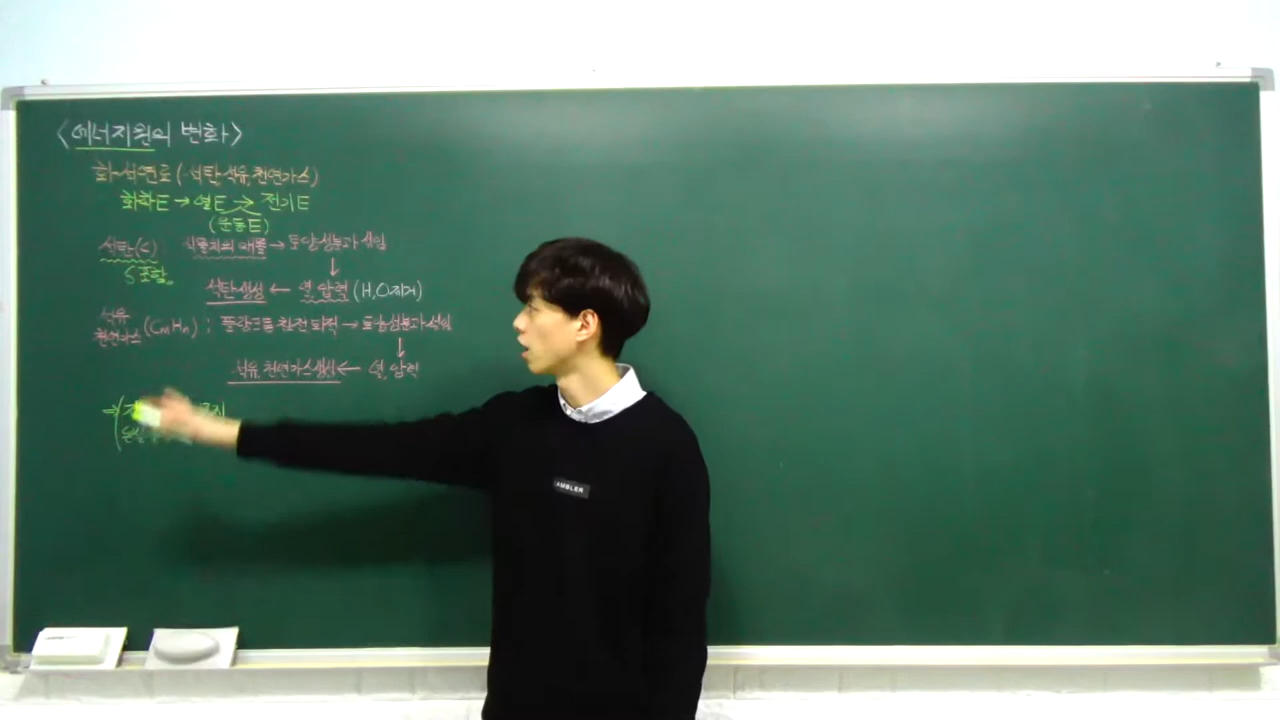 <에너지원의 변화>
화석연료(석탄,석유,천연가스)
화학E → 열E → 전기E
(운동E)
석탄(C) 식물체의 매몰 → 토양성분과 섞임
↓
S포함. 석탄생성 ← 열,압력 (H,O제거)
석유
천연가스 (CmHn) ; 플랑크톤 침전 퇴적 → 토양성분과 섞임
↓
석유,천연가스생성 ← 열,압력
⇒
AMBLER